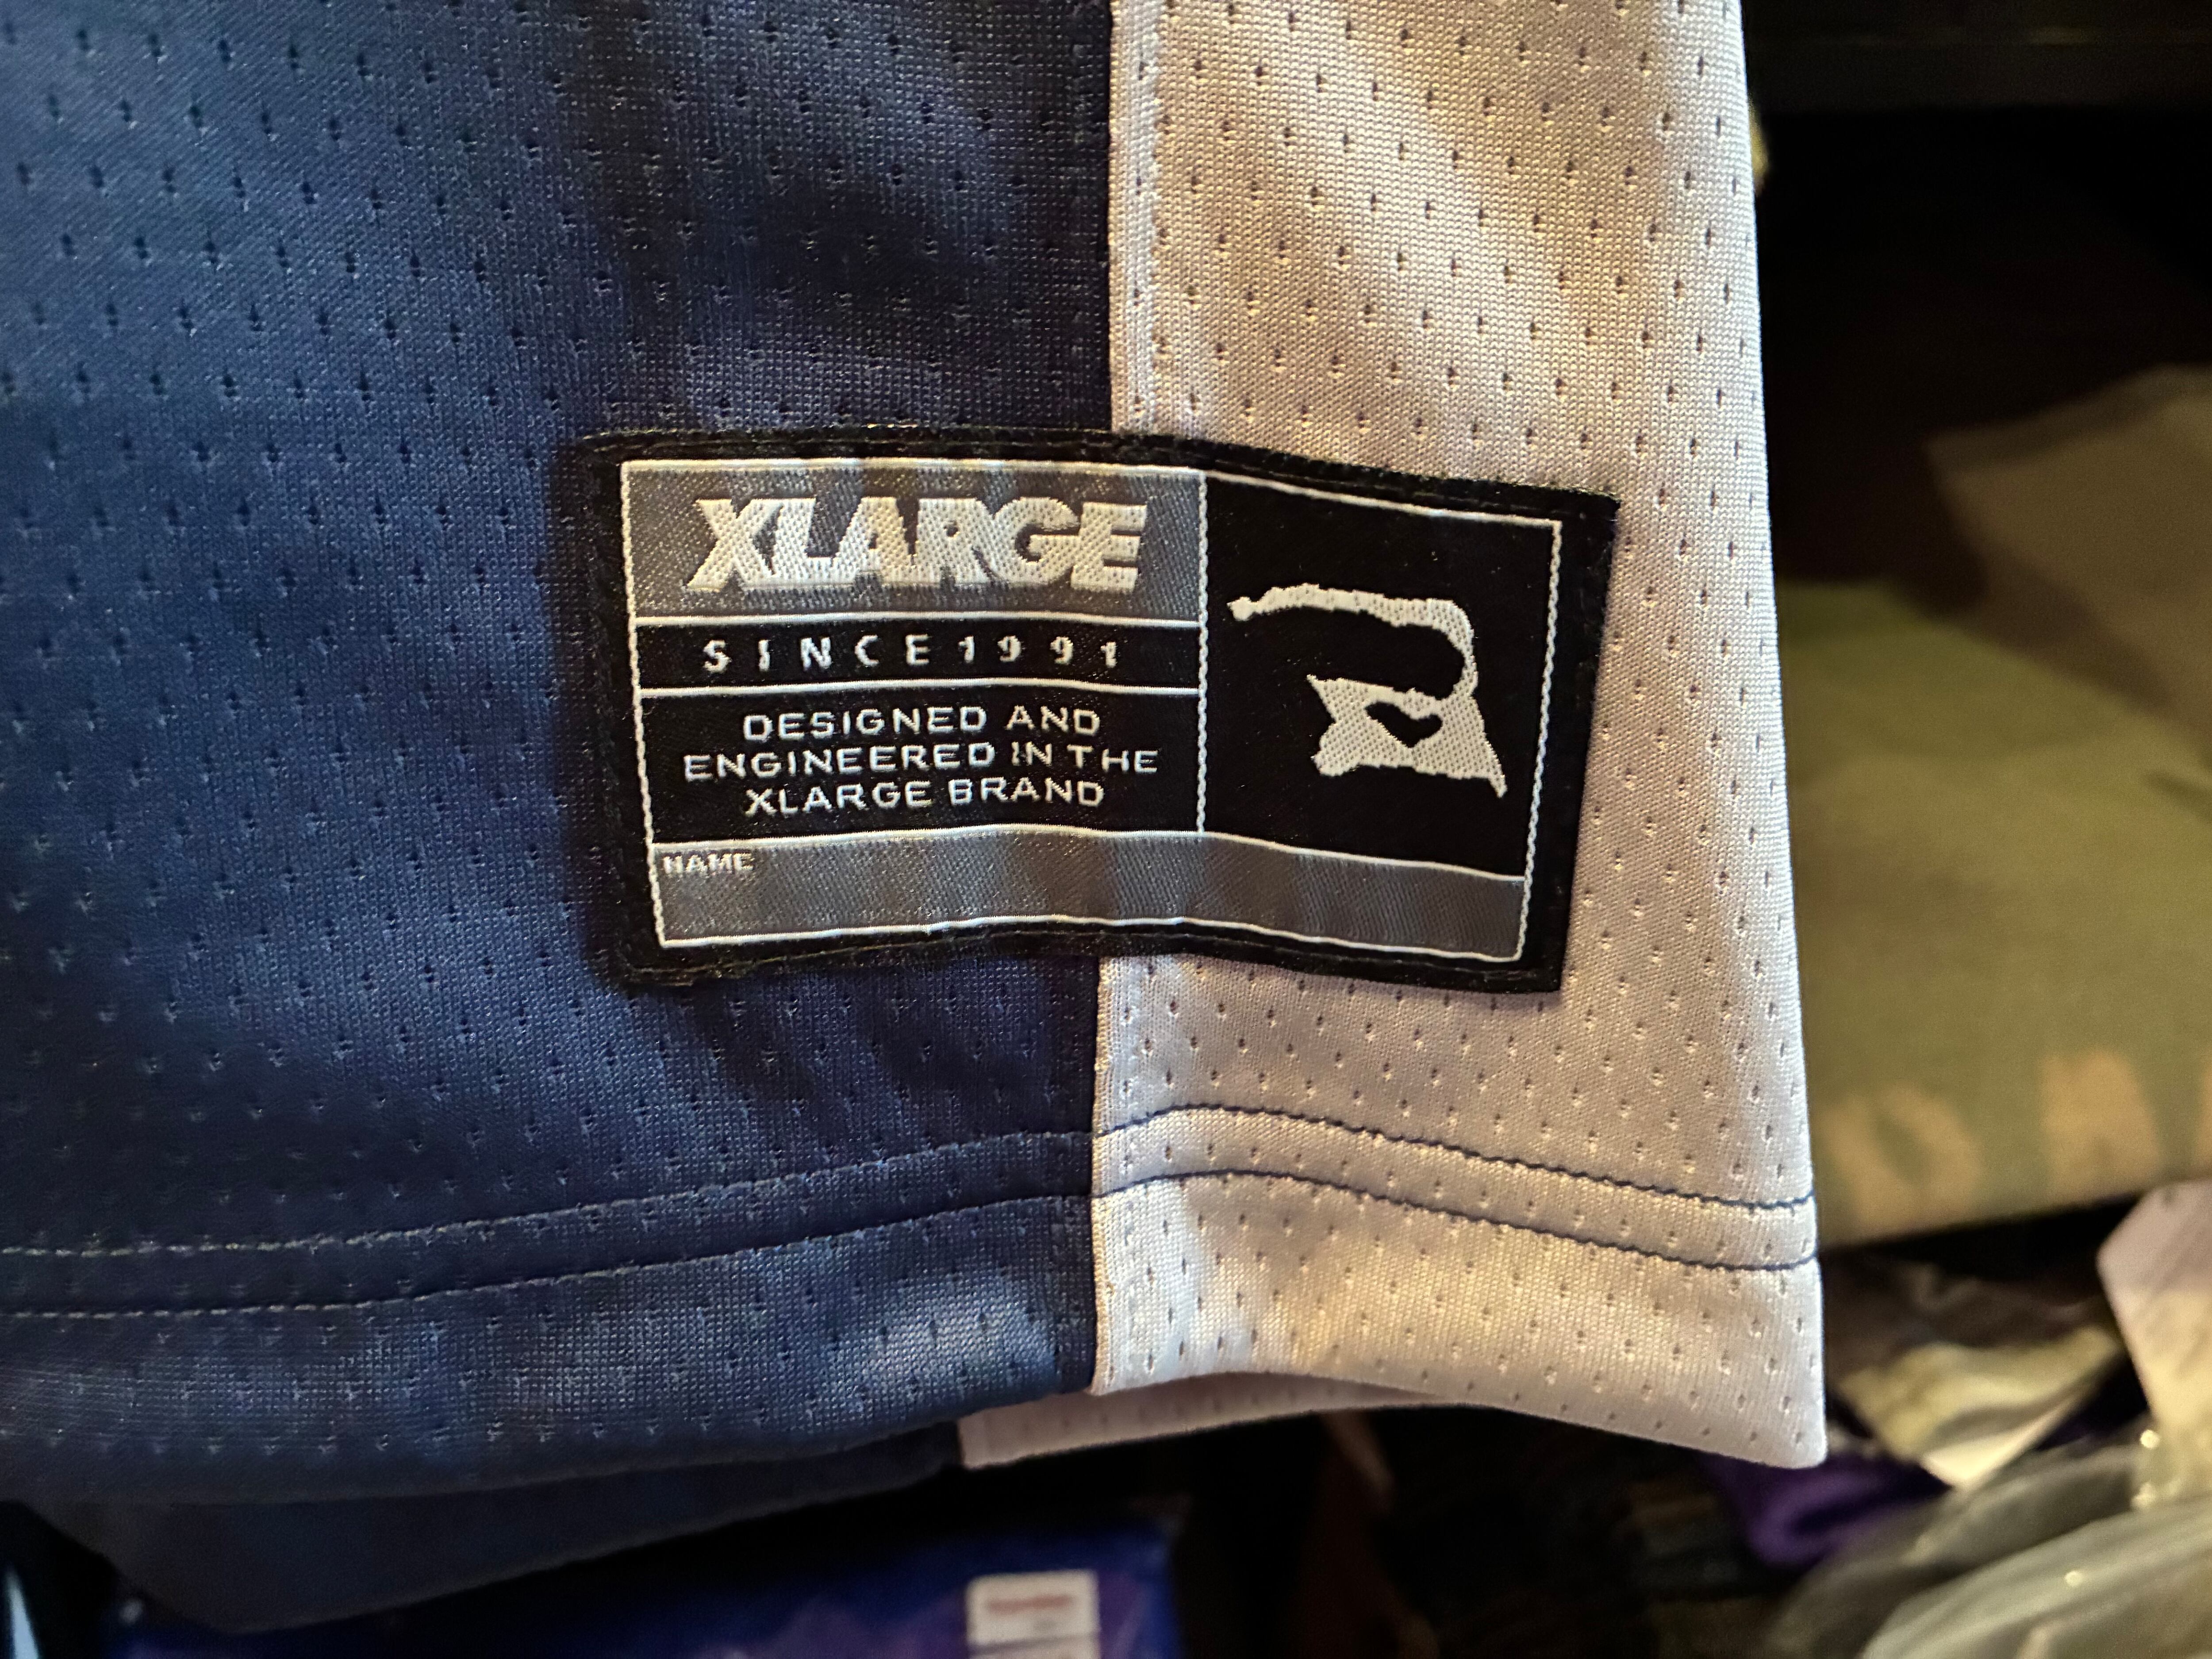 XLARGE
SINCE1991
DESIGNED AND
ENGINEERED IN THE
XLARGE BRAND
NAME